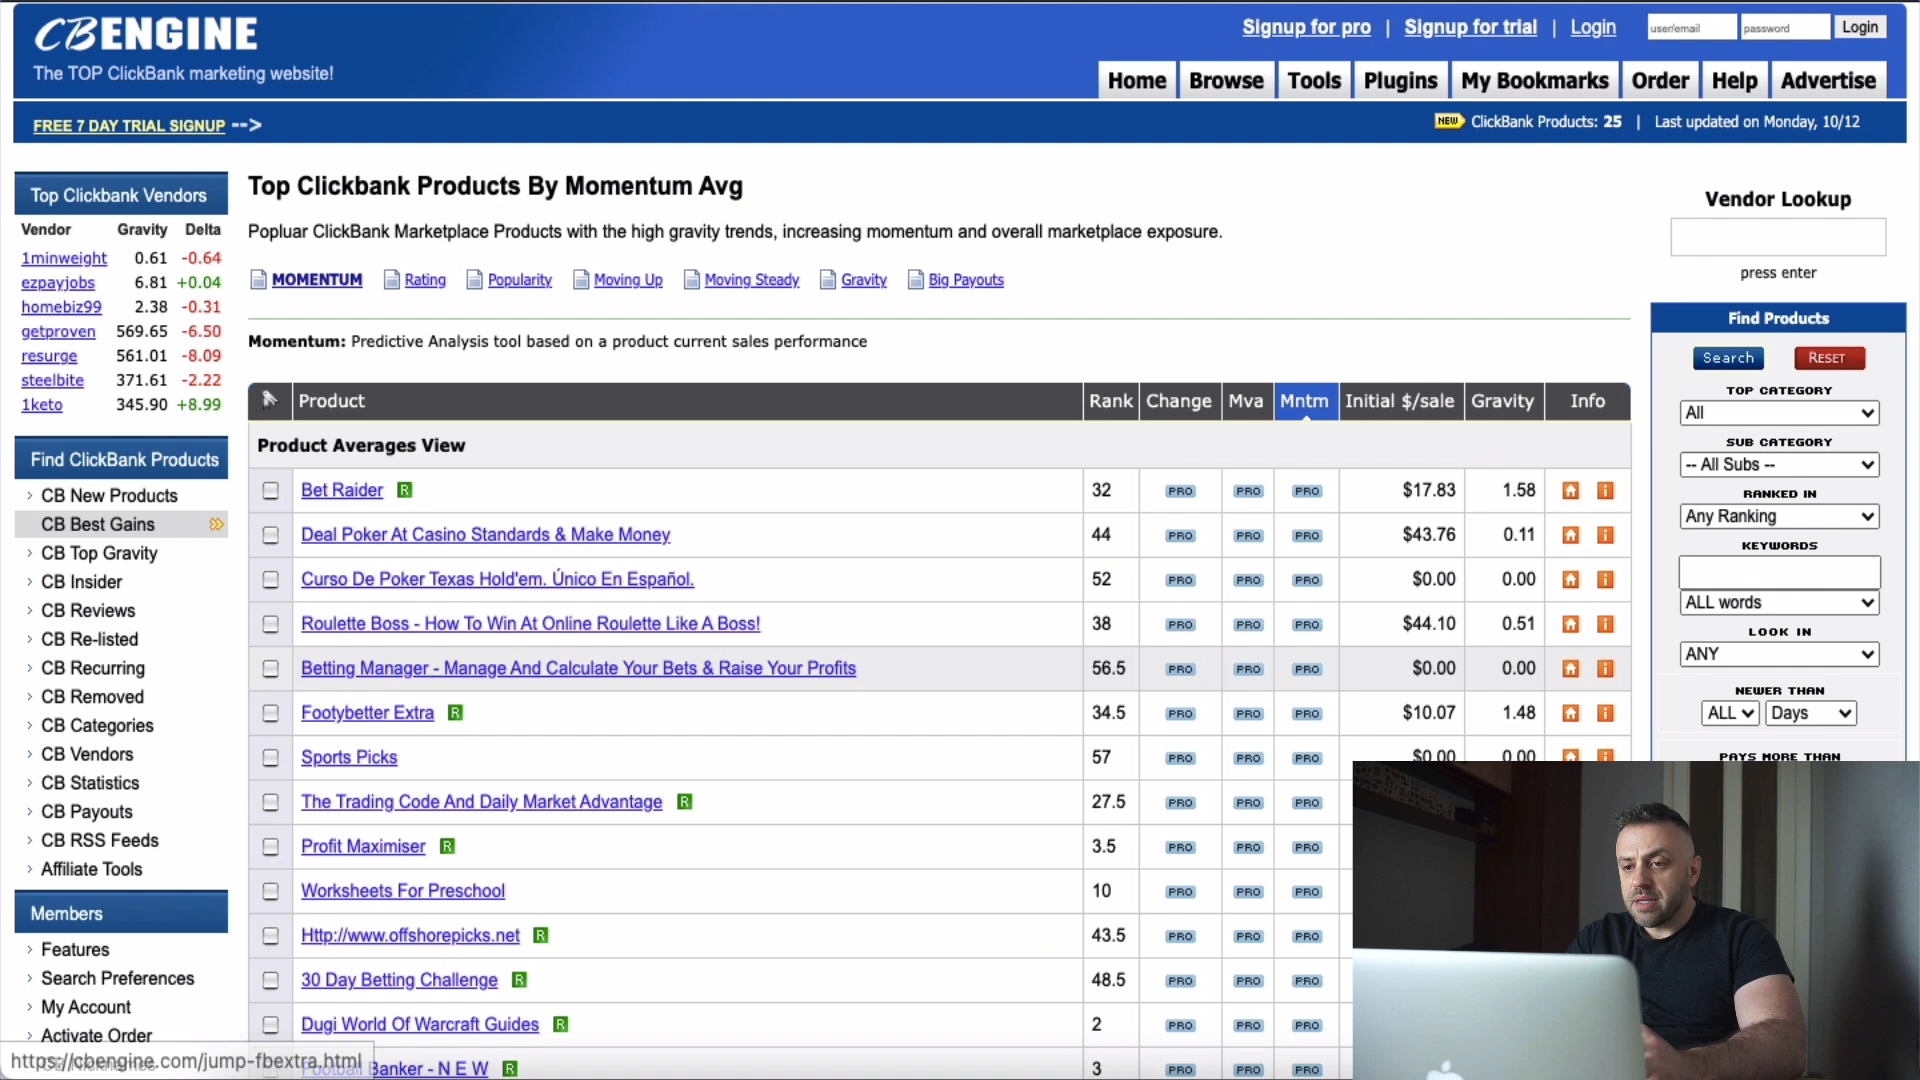 CBENGINE
The TOP ClickBank marketing website!
Signup for pro | Signup for trial | Login
user/email password Login
Home Browse Tools Plugins My Bookmarks Order Help Advertise
FREE 7 DAY TRIAL SIGNUP -->
NEW ClickBank Products: 25 | Last updated on Monday, 10/12
Top Clickbank Vendors
Vendor Gravity Delta
1minweight 0.61 -0.64
ezpayjobs 6.81 +0.04
homebiz99 2.38 -0.31
getproven 569.65 -6.50
resurge 561.01 -8.09
steelbite 371.61 -2.22
1keto 345.90 +8.99
Find ClickBank Products
CB New Products
CB Best Gains
CB Top Gravity
CB Insider
CB Reviews
CB Re-listed
CB Recurring
CB Removed
CB Categories
CB Vendors
CB Statistics
CB Payouts
CB RSS Feeds
Affiliate Tools
Members
Features
Search Preferences
My Account
Activate Order
https://cbengine.com/jump-fbextra.html
Top Clickbank Products By Momentum Avg
Popluar ClickBank Marketplace Products with the high gravity trends, increasing momentum and overall marketplace exposure.
MOMENTUM Rating Popularity Moving Up Moving Steady Gravity Big Payouts
Momentum: Predictive Analysis tool based on a product current sales performance
Product Rank Change Mva Mntm Initial $/sale Gravity Info
Product Averages View
Bet Raider R 32 PRO PRO PRO $17.83 1.58
Deal Poker At Casino Standards & Make Money 44 PRO PRO PRO $43.76 0.11
Curso De Poker Texas Hold'em. Único En Español. 52 PRO PRO PRO $0.00 0.00
Roulette Boss - How To Win At Online Roulette Like A Boss! 38 PRO PRO PRO $44.10 0.51
Betting Manager - Manage And Calculate Your Bets & Raise Your Profits 56.5 PRO PRO PRO $0.00 0.00
Footybetter Extra R 34.5 PRO PRO PRO $10.07 1.48
Sports Picks 57 PRO PRO PRO $0.00 0.00
The Trading Code And Daily Market Advantage R 27.5 PRO PRO PRO
Profit Maximiser R 3.5 PRO PRO PRO
Worksheets For Preschool 10 PRO PRO PRO
Http://www.offshorepicks.net R 43.5 PRO PRO PRO
30 Day Betting Challenge R 48.5 PRO PRO PRO
Dugi World Of Warcraft Guides R 2 PRO PRO PRO
Football Banker - N E W R 3 PRO PRO PRO
Vendor Lookup
press enter
Find Products
Search RESET
TOP CATEGORY
All
SUB CATEGORY
-- All Subs --
RANKED IN
Any Ranking
KEYWORDS
ALL words
LOOK IN
ANY
NEWER THAN
ALL Days
PAYS MORE THAN